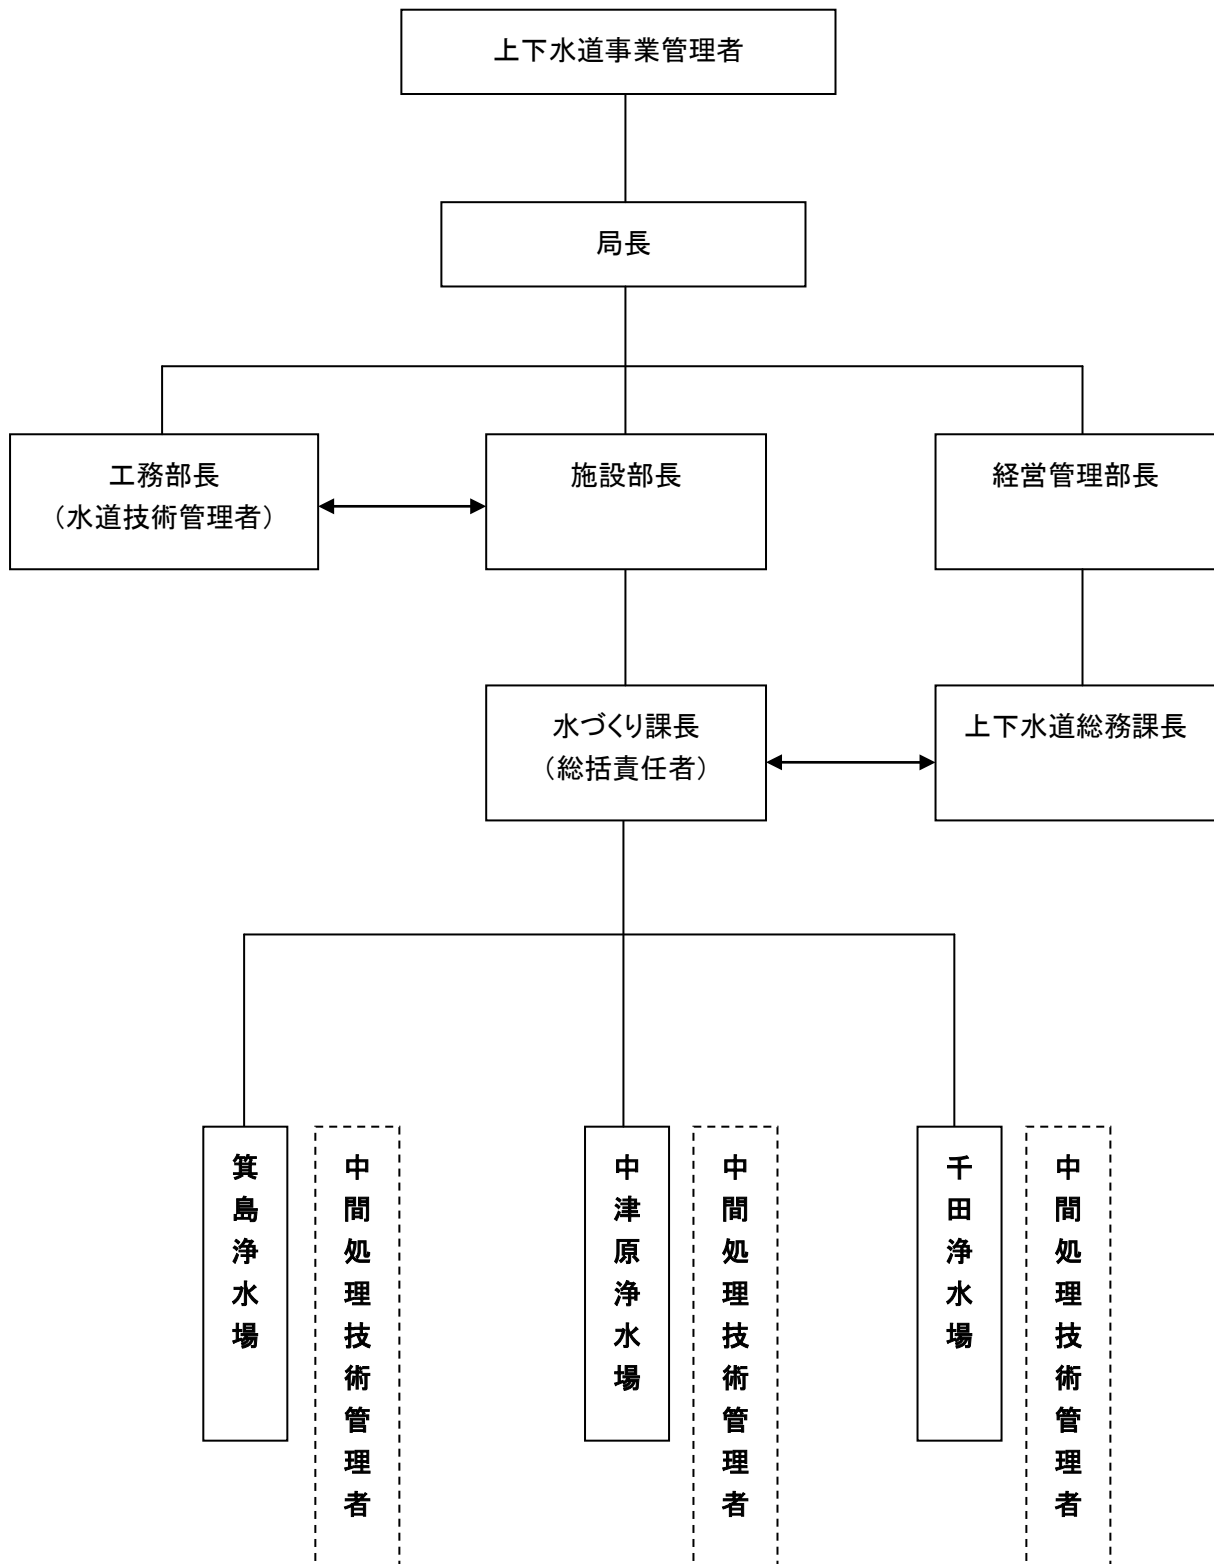 上下水道事業管理者
局長
工務部長
（水道技術管理者）
施設部長
経営管理部長
水づくり課長
（総括責任者）
上下水道総務課長
箕島浄水場
中間処理技術管理者
中津原浄水場
中間処理技術管理者
千田浄水場
中間処理技術管理者